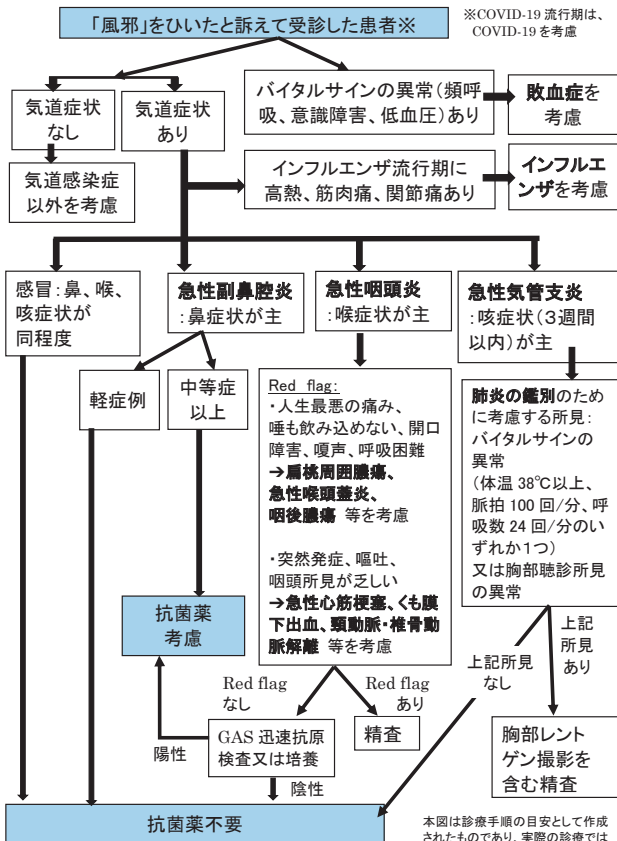 「風邪」をひいたと訴えて受診した患者※
※COVID-19 流行期は、
COVID-19 を考慮
気道症状
なし
気道症状
あり
バイタルサインの異常(頻呼
吸、意識障害、低血圧)あり
敗血症を
考慮
気道感染症
以外を考慮
インフルエンザ流行期に
高熱、筋肉痛、関節痛あり
インフルエ
ンザを考慮
感冒:鼻、喉、
咳症状が
同程度
急性副鼻腔炎
:鼻症状が主
急性咽頭炎
:喉症状が主
急性気管支炎
:咳症状(3週間
以内)が主
軽症例
中等症
以上
Red flag:
・人生最悪の痛み、
唾も飲み込めない、開口
障害、嗄声、呼吸困難
→扁桃周囲膿瘍、
急性喉頭蓋炎、
咽後膿瘍 等を考慮
・突然発症、嘔吐、
咽頭所見が乏しい
→急性心筋梗塞、くも膜
下出血、頸動脈・椎骨動
脈解離 等を考慮
肺炎の鑑別のため
に考慮する所見:
バイタルサインの
異常
(体温 38℃以上、
脈拍 100 回/分、呼
吸数 24 回/分のい
ずれか1つ)
又は胸部聴診所見
の異常
抗菌薬
考慮
Red flag
なし
Red flag
あり
上記所見
なし
上記
所見
あり
陽性
GAS 迅速抗原
検査又は培養
精査
胸部レント
ゲン撮影を
含む精査
陰性
抗菌薬不要
本図は診療手順の目安として作成
されたものであり、実際の診療では